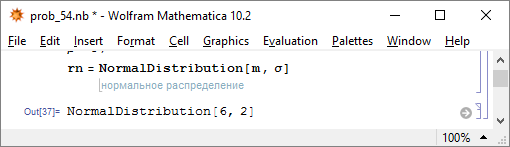 prob_54.nb * - Wolfram Mathematica 10.2
File Edit Insert Format Cell Graphics Evaluation Palettes Window Help
rn = NormalDistribution[m, σ]
нормальное распределение
Out[37]= NormalDistribution[6, 2]
100%